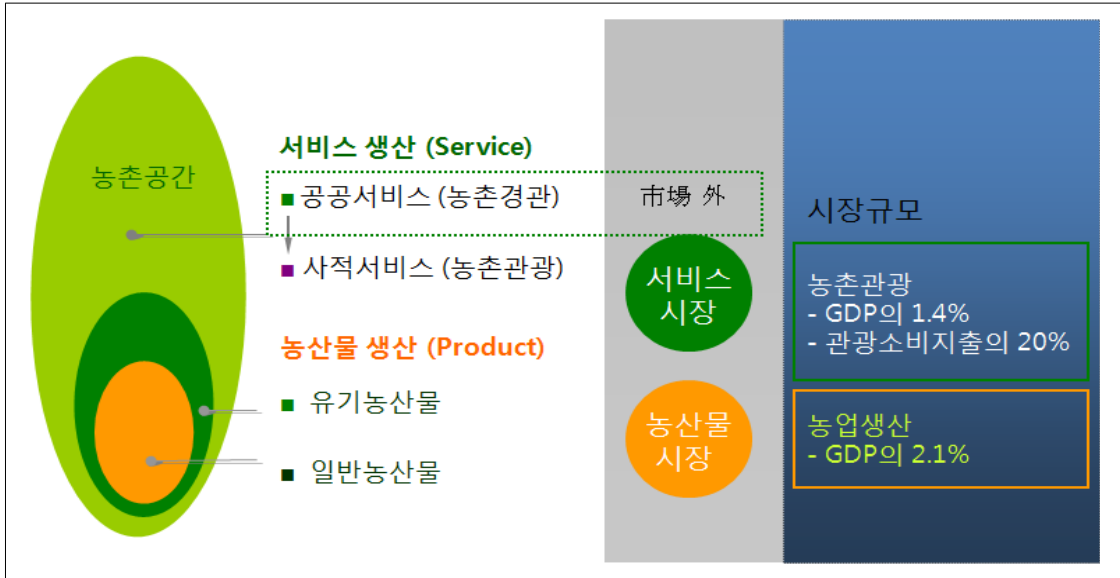 농촌공간
서비스 생산 (Service)
■ 공공서비스 (농촌경관)
■ 사적서비스 (농촌관광)
농산물 생산 (Product)
■ 유기농산물
■ 일반농산물
市場 外
서비스
시장
농산물
시장
시장규모
농촌관광
- GDP의 1.4%
- 관광소비지출의 20%
농업생산
- GDP의 2.1%